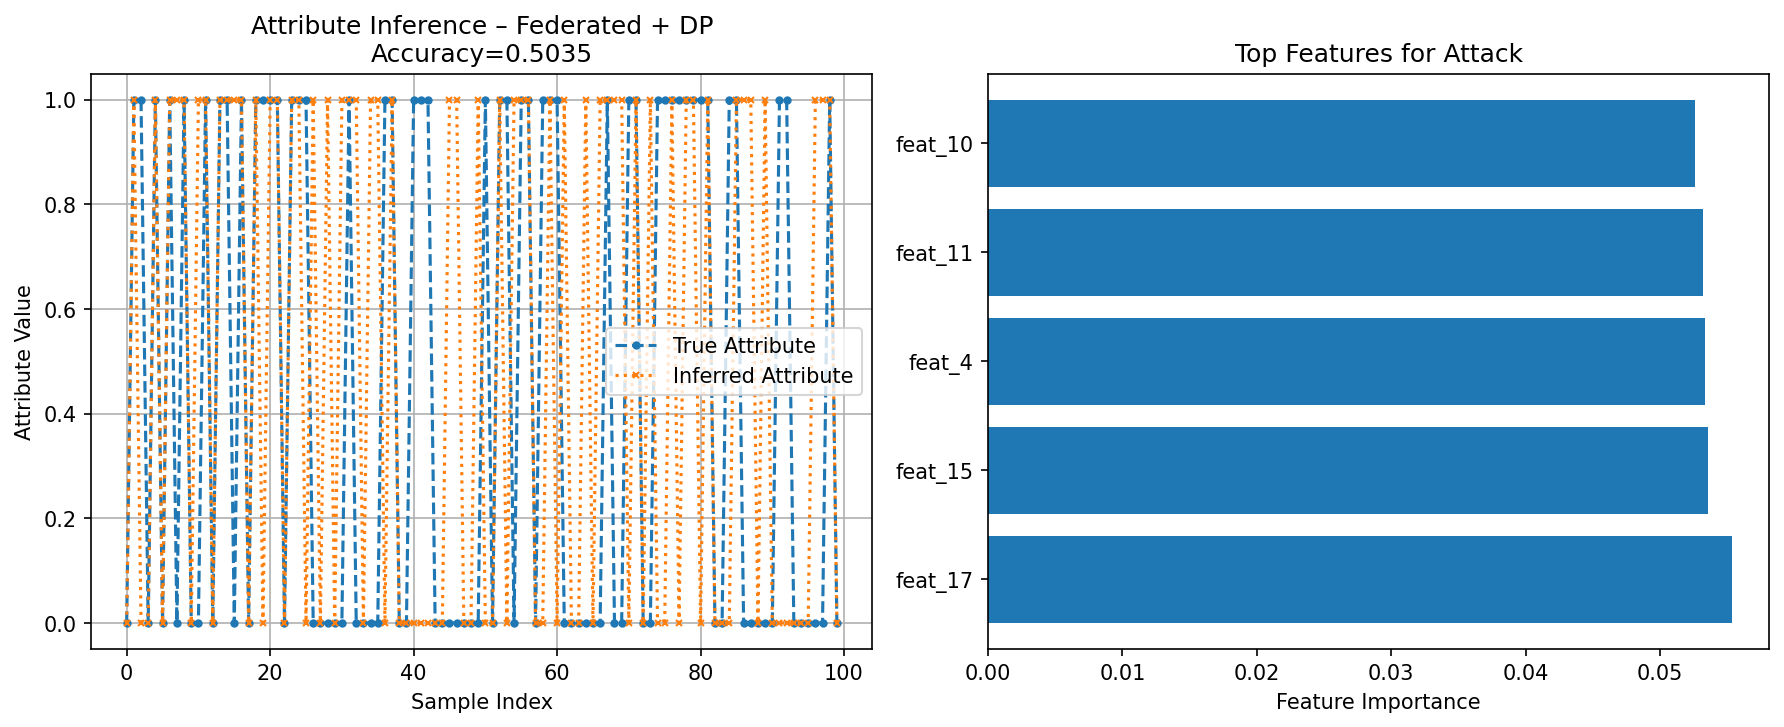 Attribute Inference – Federated + DP
Accuracy=0.5035
1.0
0.8
0.6
0.4
0.2
0.0
Attribute Value
True Attribute
Inferred Attribute
0
20
40
60
80
100
Sample Index
Top Features for Attack
feat_10
feat_11
feat_4
feat_15
feat_17
0.00
0.01
0.02
0.03
0.04
0.05
Feature Importance